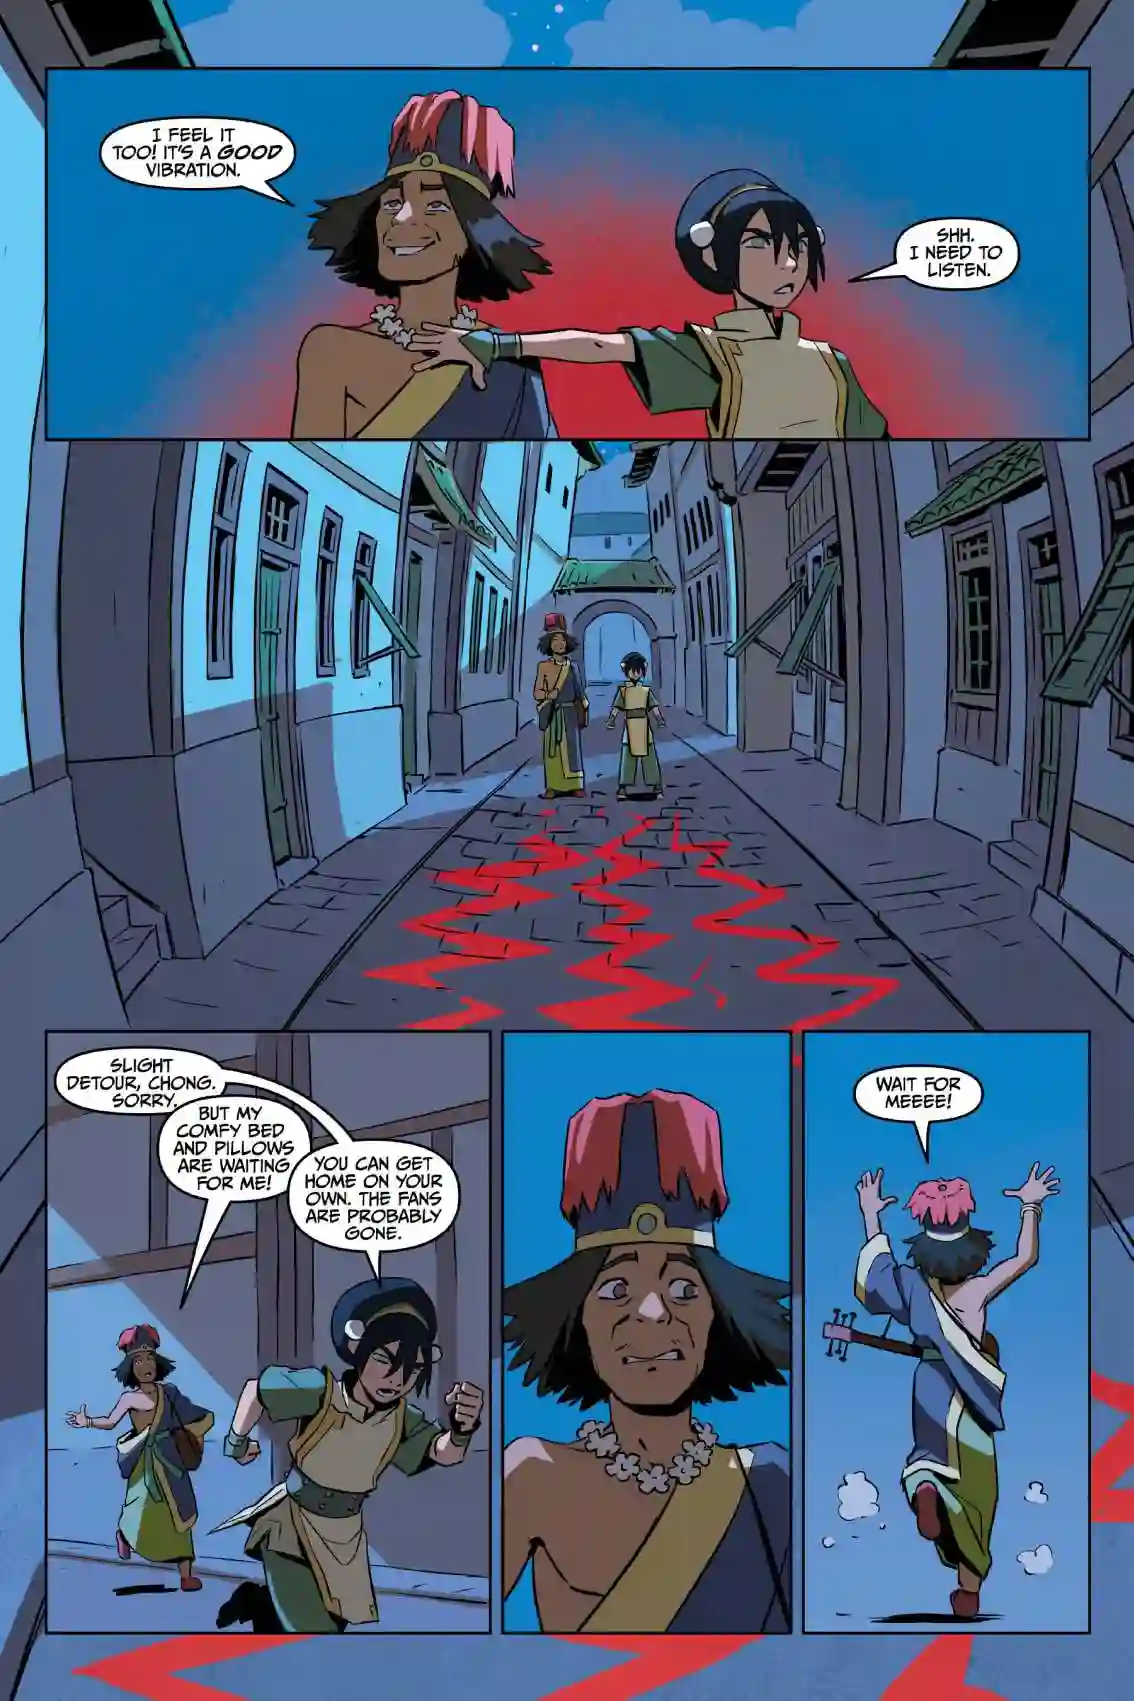 I FEEL IT
TOO! IT'S A GOOD
VIBRATION.
SHH.
I NEED TO
LISTEN.
SLIGHT
DETOUR, CHONG.
SORRY.
BUT MY
COMFY BED
AND PILLOWS
ARE WAITING
FOR ME!
YOU CAN GET
HOME ON YOUR
OWN. THE FANS
ARE PROBABLY
GONE.
WAIT FOR
MEEEE!